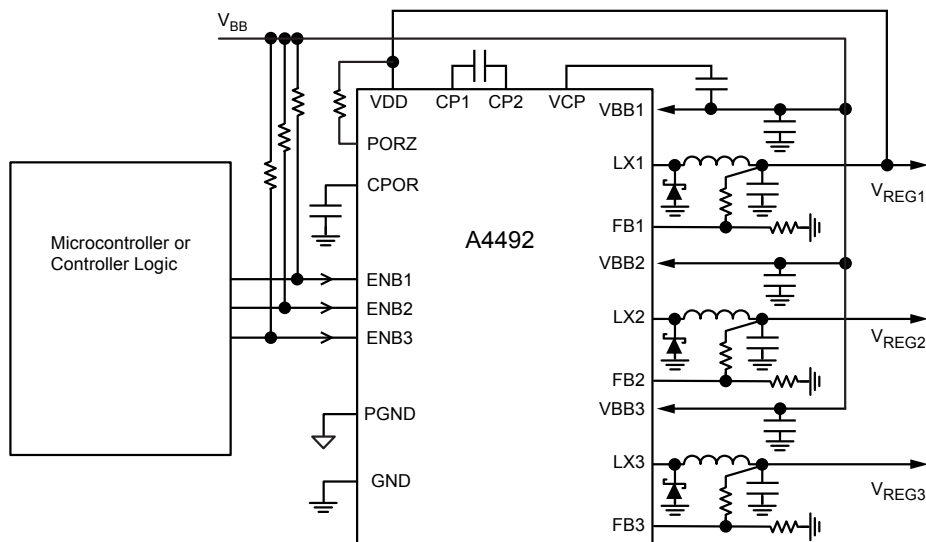 VBB
VDD
CP1
CP2
VCP
VBB1
PORZ
LX1
CPOR
VREG1
FB1
A4492
Microcontroller or
Controller Logic
VBB2
ENB1
ENB2
LX2
ENB3
VREG2
FB2
PGND
VBB3
LX3
GND
VREG3
FB3